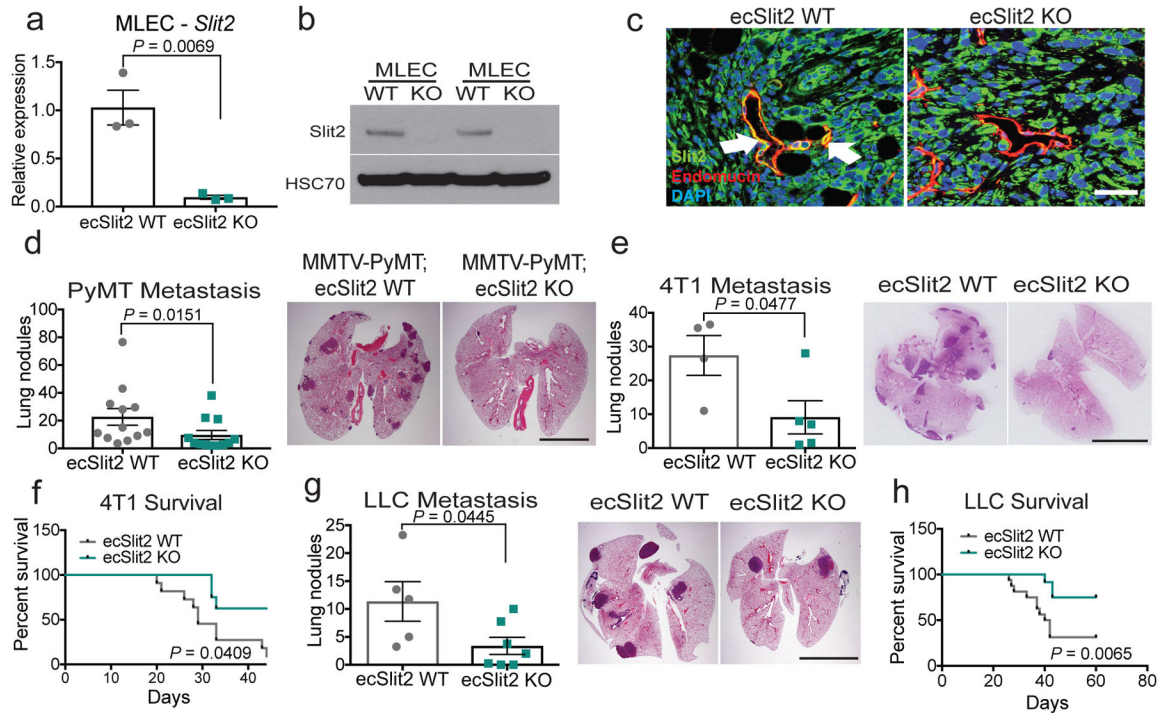 a
MLEC - Slit2
P = 0.0069
Relative expression
1.5
1.0
0.5
0.0
ecSlit2 WT
ecSlit2 KO
b
MLEC MLEC
WT KO WT KO
Slit2
HSC70
c
ecSlit2 WT
ecSlit2 KO
Slit2
Endomucin
DAPI
d
PyMT Metastasis
P = 0.0151
Lung nodules
100
80
60
40
20
0
ecSlit2 WT
ecSlit2 KO
MMTV-PyMT;
ecSlit2 WT
MMTV-PyMT;
ecSlit2 KO
e
4T1 Metastasis
P = 0.0477
Lung nodules
40
30
20
10
0
ecSlit2 WT
ecSlit2 KO
ecSlit2 WT
ecSlit2 KO
f
4T1 Survival
Percent survival
150
100
50
0
ecSlit2 WT
ecSlit2 KO
P = 0.0409
0 10 20 30 40
Days
g
LLC Metastasis
P = 0.0445
Lung nodules
25
20
15
10
5
0
ecSlit2 WT
ecSlit2 KO
ecSlit2 WT
ecSlit2 KO
h
LLC Survival
Percent survival
150
100
50
0
ecSlit2 WT
ecSlit2 KO
P = 0.0065
0 20 40 60 80
Days